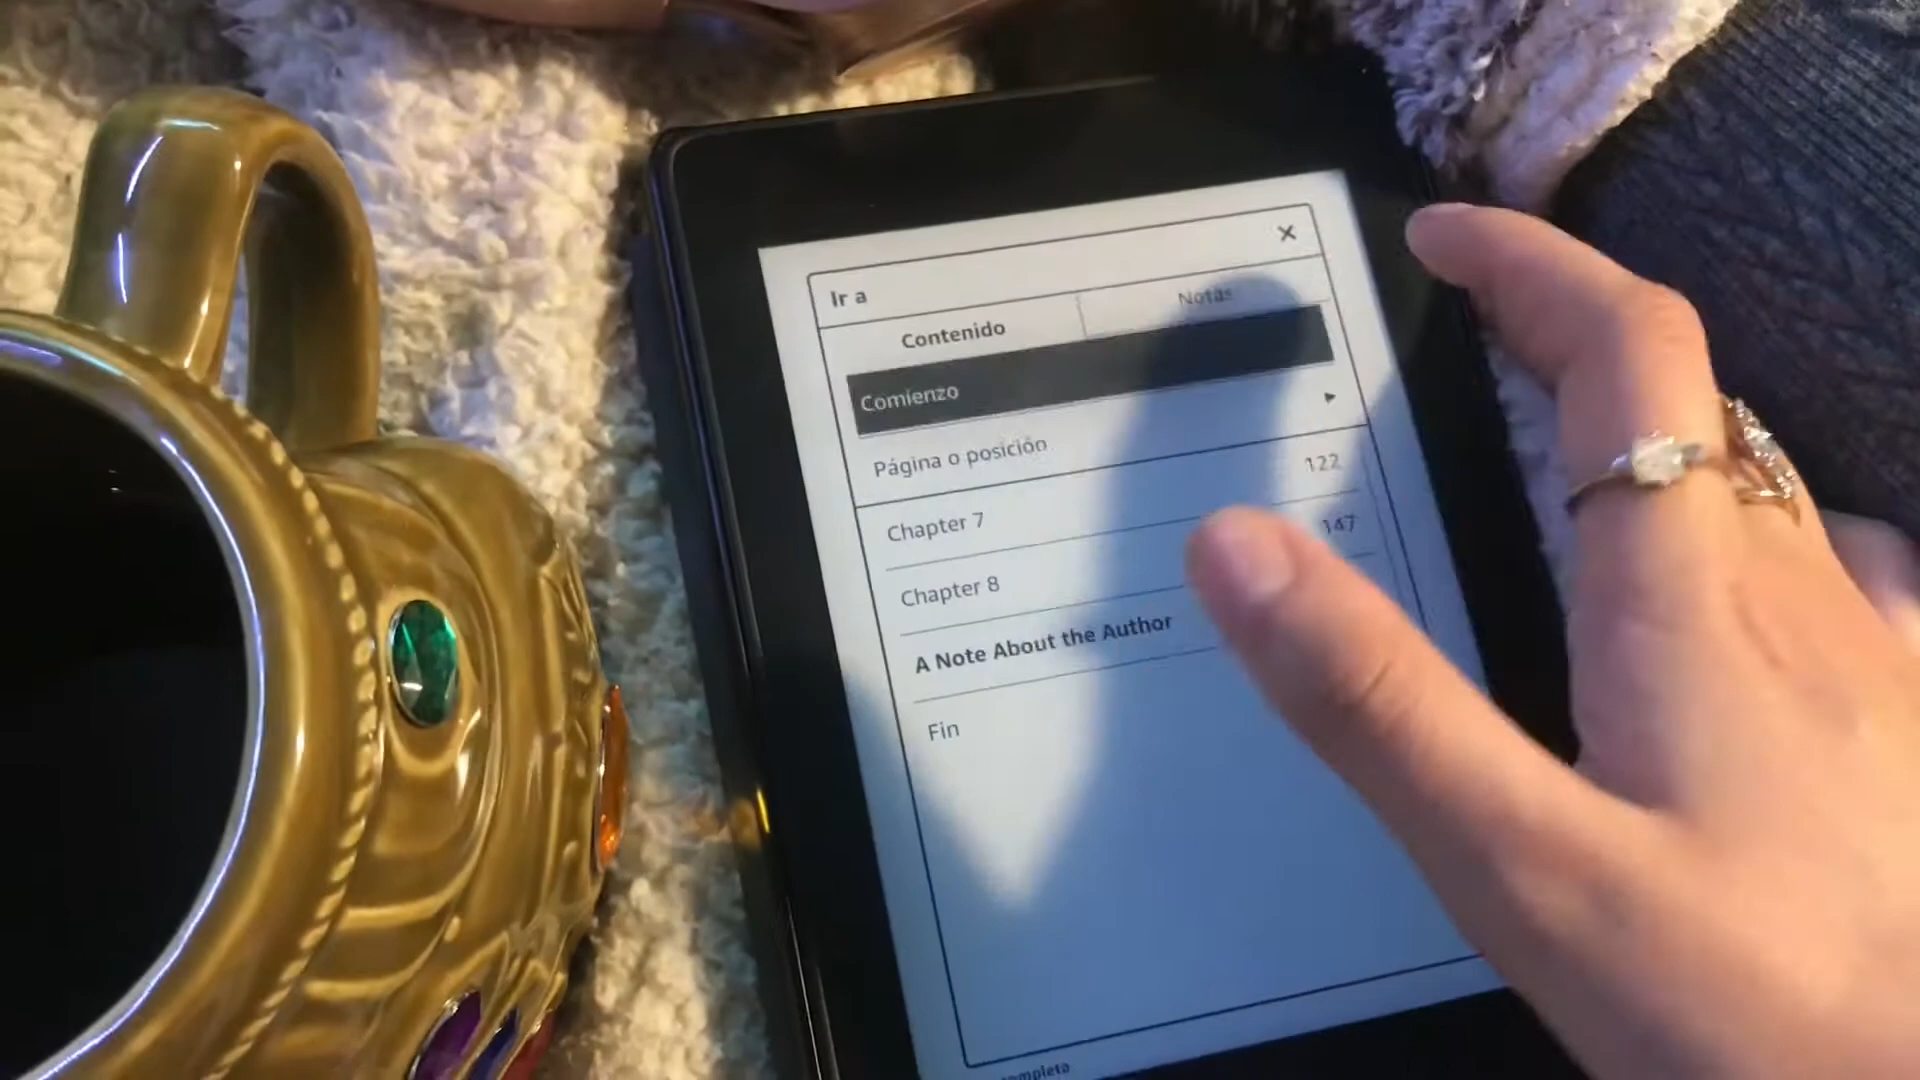 Ir a
×
Contenido
Notas
Comienzo
Página o posición
Chapter 7
122
Chapter 8
147
A Note About the Author
Fin